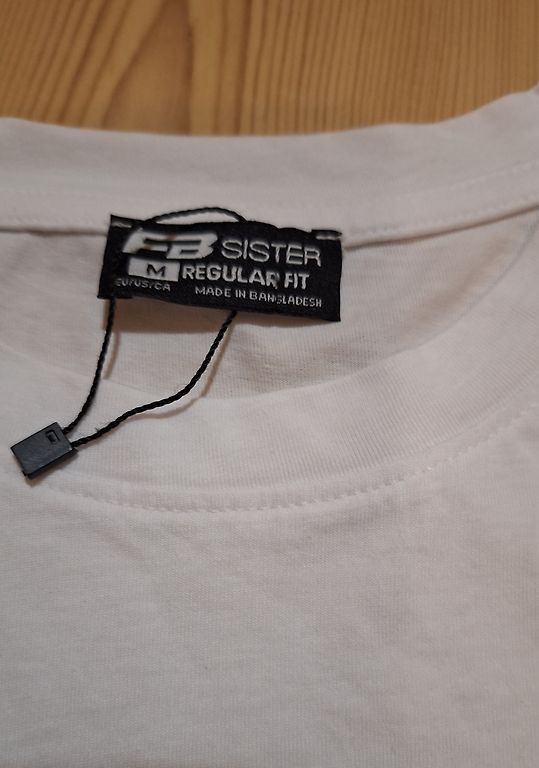 FB SISTER
M REGULAR FIT
EU/US/CA MADE IN BANGLADESH